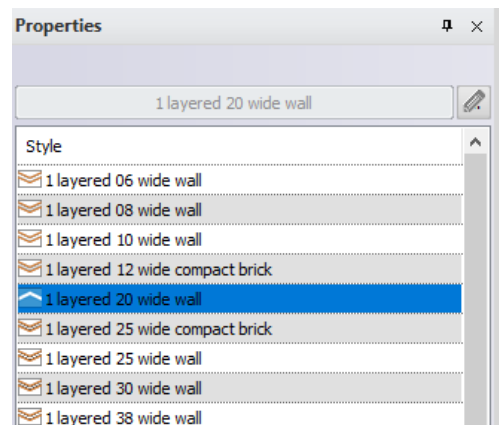 Properties
1 layered 20 wide wall
Style
1 layered 06 wide wall
1 layered 08 wide wall
1 layered 10 wide wall
1 layered 12 wide compact brick
1 layered 20 wide wall
1 layered 25 wide compact brick
1 layered 25 wide wall
1 layered 30 wide wall
1 layered 38 wide wall